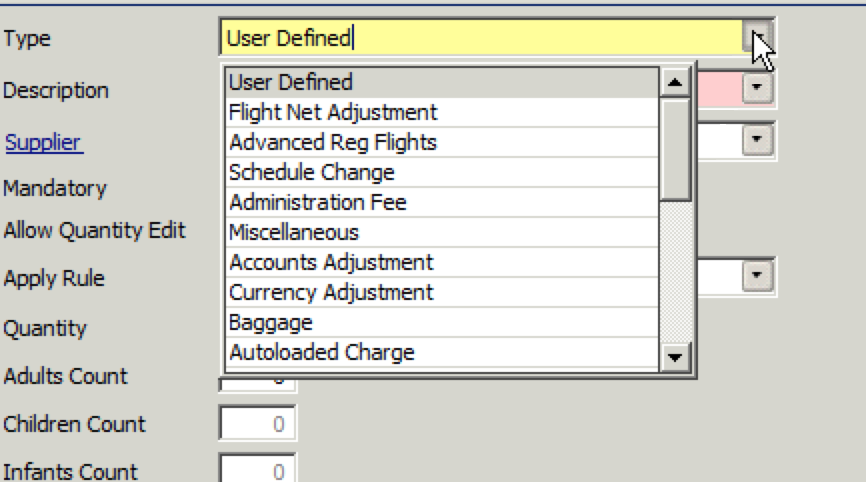 Type
User Defined
Description
User Defined
Flight Net Adjustment
Supplier
Advanced Reg Flights
Schedule Change
Mandatory
Administration Fee
Allow Quantity Edit
Miscellaneous
Accounts Adjustment
Apply Rule
Currency Adjustment
Quantity
Baggage
Autoloaded Charge
Adults Count
Children Count 0
Infants Count 0